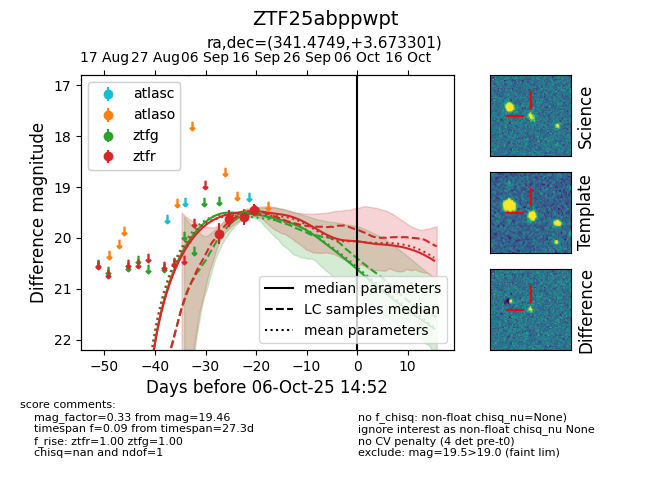 ZTF25abppwpt
ra,dec=(341.4749,+3.673301)
17 Aug 27 Aug 06 Sep 16 Sep 26 Sep 06 Oct 16 Oct
17
18
19
20
21
22
Difference magnitude
atlasc
atlaso
ztfg
ztfr
median parameters
LC samples median
mean parameters
−50 −40 −30 −20 −10 0 10
Days before 06-Oct-25 14:52
Science
Template
Difference
score comments:
mag_factor=0.33 from mag=19.46
timespan_f=0.09 from timespan=27.3d
f_rise: ztfr=1.00 ztfg=1.00
chisq=nan and ndof=1
no f_chisq: non-float chisq_nu=None)
ignore interest as non-float chisq_nu None
no CV penalty (4 det pre-t0)
exclude: mag=19.5>19.0 (faint lim)